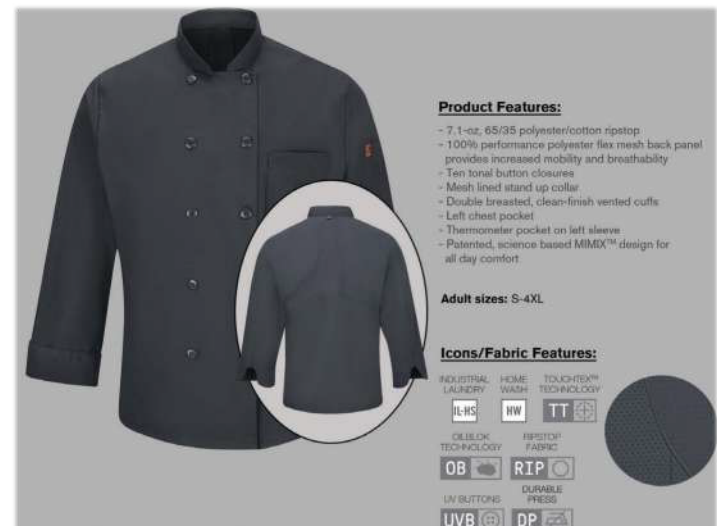 Product Features:
- 7.1-oz, 65/35 polyester/cotton ripstop
- 100% performance polyester flex mesh back panel
provides increased mobility and breathability
- Ten tonal button closures
- Mesh lined stand up collar
- Double breasted, clean-finish vented cuffs
- Left chest pocket
- Thermometer pocket on left sleeve
- Patented, science based MIMIX™ design for
all day comfort
Adult sizes: S-4XL
Icons/Fabric Features:
INDUSTRIAL LAUNDRY
HOME WASH
TOUCHTEX™ TECHNOLOGY
IL-HS
HW
TT
OILBLOK TECHNOLOGY
RIPSTOP FABRIC
OB
RIP
UV BUTTONS
DURABLE PRESS
UVB
DP